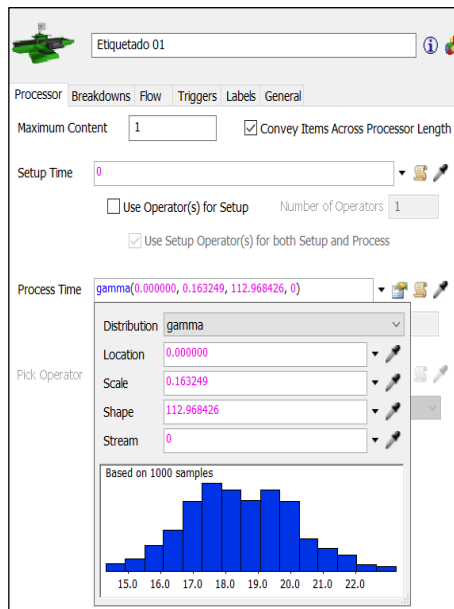 Etiquetado 01
Processor Breakdowns Flow Triggers Labels General
Maximum Content 1 Convey Items Across Processor Length
Setup Time 0
Use Operator(s) for Setup Number of Operators 1
Use Setup Operator(s) for both Setup and Process
Process Time gamma(0.000000, 0.163249, 112.968426, 0)
Distribution gamma
Location 0.000000
Pick Operator
Scale 0.163249
Shape 112.968426
Stream 0
Based on 1000 samples
15.0 16.0 17.0 18.0 19.0 20.0 21.0 22.0